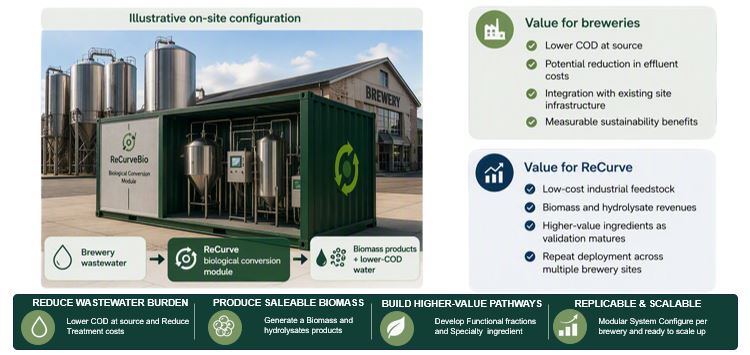 Illustrative on-site configuration
BREWERY
ReCurveBio
Biological Conversion
Module
Brewery
wastewater
ReCurve
biological conversion
module
Biomass products
+ lower-COD
water
Value for breweries
Lower COD at source
Potential reduction in effluent
costs
Integration with existing site
infrastructure
Measurable sustainability benefits
Value for ReCurve
Low-cost industrial feedstock
Biomass and hydrolysate revenues
Higher-value ingredients as
validation matures
Repeat deployment across
multiple brewery sites
REDUCE WASTEWATER BURDEN
Lower COD at source and Reduce
Treatment costs
PRODUCE SALEABLE BIOMASS
Generate a Biomass and
hydrolysates products
BUILD HIGHER-VALUE PATHWAYS
Develop Functional fractions
and Specialty ingredient
REPLICABLE & SCALABLE
Modular System Configure per
brewery and ready to scale up